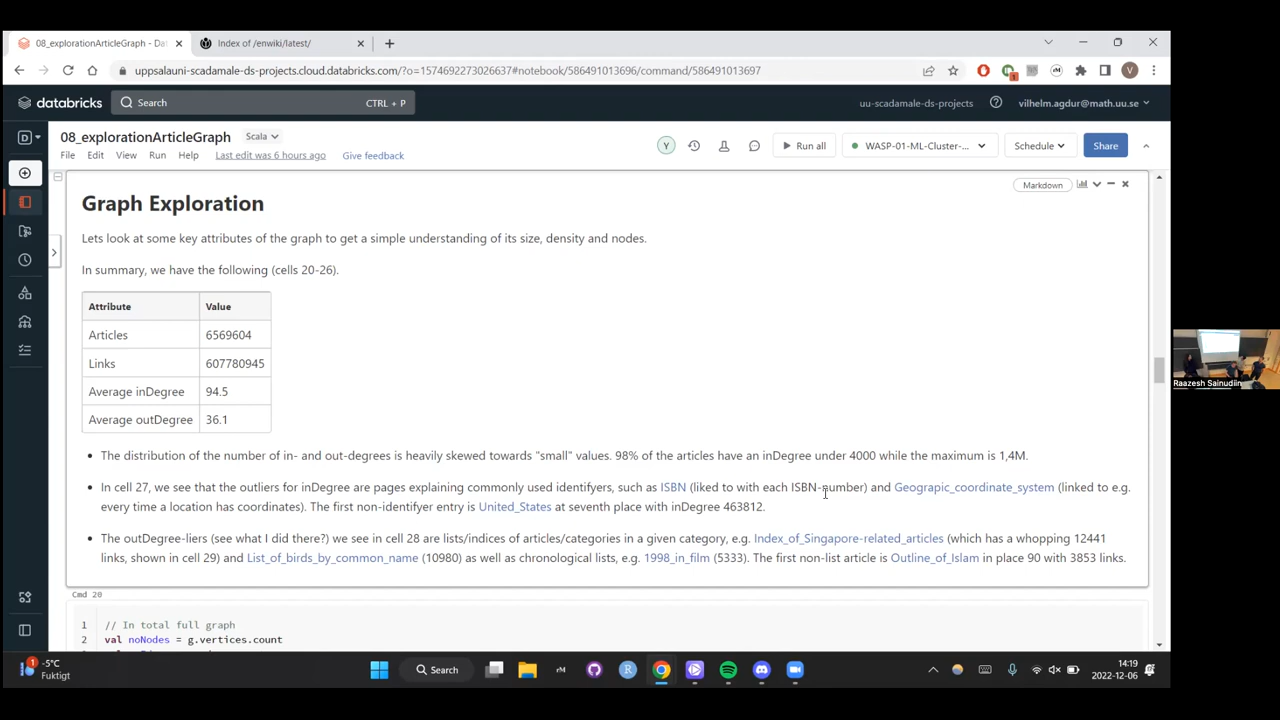 08_explorationArticleGraph - Da
Index of /enwiki/latest/
uppsalauni-scadamale-ds-projects.cloud.databricks.com/?o=1574692273026637#notebook/586491013696/command/586491013697
databricks
Search
CTRL + P
uu-scadamale-ds-projects
vilhelm.agdur@math.uu.se
08_explorationArticleGraph
Scala
File Edit View Run Help
Last edit was 6 hours ago
Give feedback
Y
Run all
WASP-01-ML-Cluster-...
Schedule
Share
Markdown
Graph Exploration
Lets look at some key attributes of the graph to get a simple understanding of its size, density and nodes.
In summary, we have the following (cells 20-26).
Attribute Value
Articles 6569604
Links 607780945
Average inDegree 94.5
Average outDegree 36.1
The distribution of the number of in- and out-degrees is heavily skewed towards "small" values. 98% of the articles have an inDegree under 4000 while the maximum is 1,4M.
In cell 27, we see that the outliers for inDegree are pages explaining commonly used identifyers, such as ISBN (liked to with each ISBN-number) and Geograpic_coordinate_system (linked to e.g.
every time a location has coordinates). The first non-identifyer entry is United_States at seventh place with inDegree 463812.
The outDegree-liers (see what I did there?) we see in cell 28 are lists/indices of articles/categories in a given category, e.g. Index_of_Singapore-related_articles (which has a whopping 12441
links, shown in cell 29) and List_of_birds_by_common_name (10980) as well as chronological lists, e.g. 1998_in_film (5333). The first non-list article is Outline_of_Islam in place 90 with 3853 links.
Cmd 20
1 // In total full graph
2 val noNodes = g.vertices.count
Raazesh Sainudiin
-5°C
Fuktigt
Search
14:19
2022-12-06